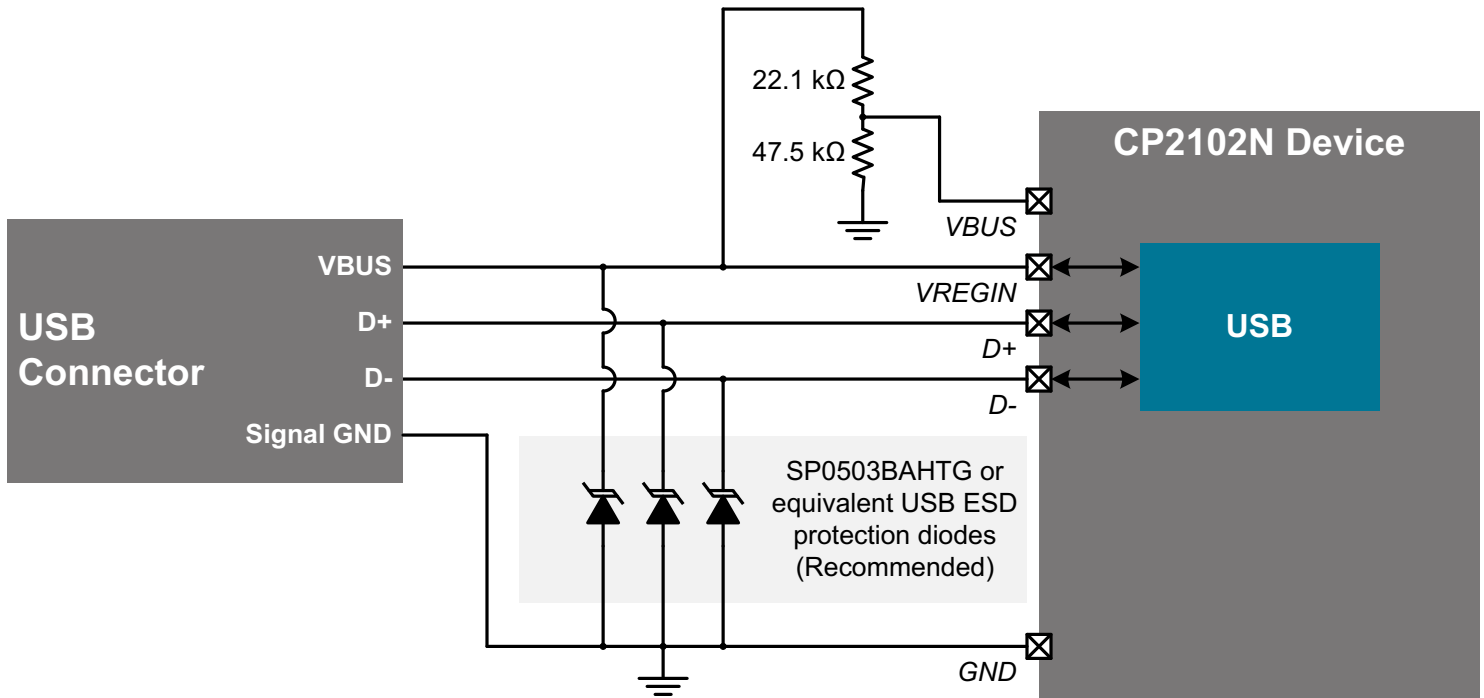 22.1 kΩ
47.5 kΩ
CP2102N Device
VBUS
USB
Connector
VBUS
D+
D-
Signal GND
VREGIN
D+
D-
USB
SP0503BAHTG or
equivalent USB ESD
protection diodes
(Recommended)
GND